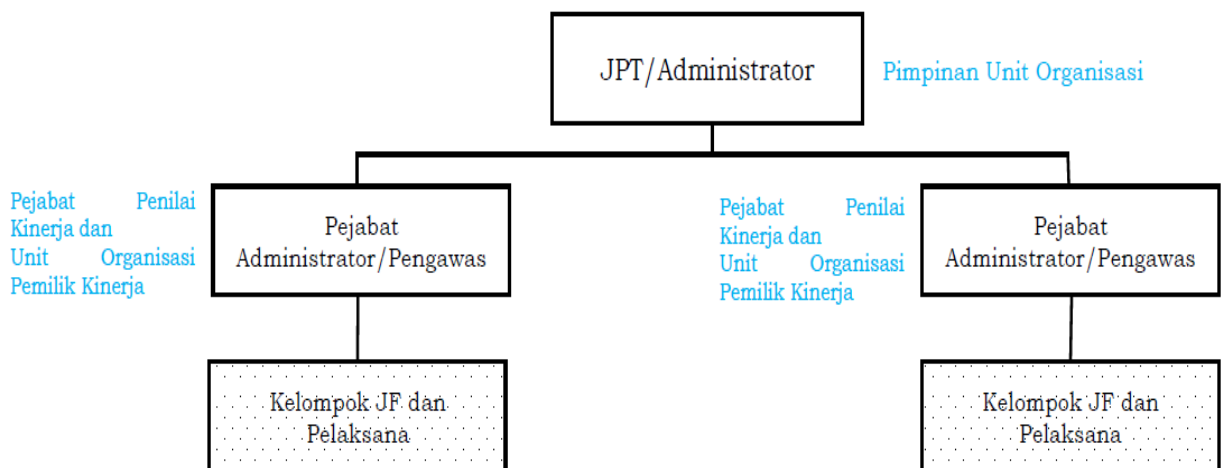 JPT/Administrator
Pimpinan Unit Organisasi
Pejabat Penilai
Kinerja dan
Unit Organisasi
Pemilik Kinerja
Pejabat
Administrator/Pengawas
Pejabat Penilai
Kinerja dan
Unit Organisasi
Pemilik Kinerja
Pejabat
Administrator/Pengawas
Kelompok JF dan
Pelaksana
Kelompok JF dan
Pelaksana